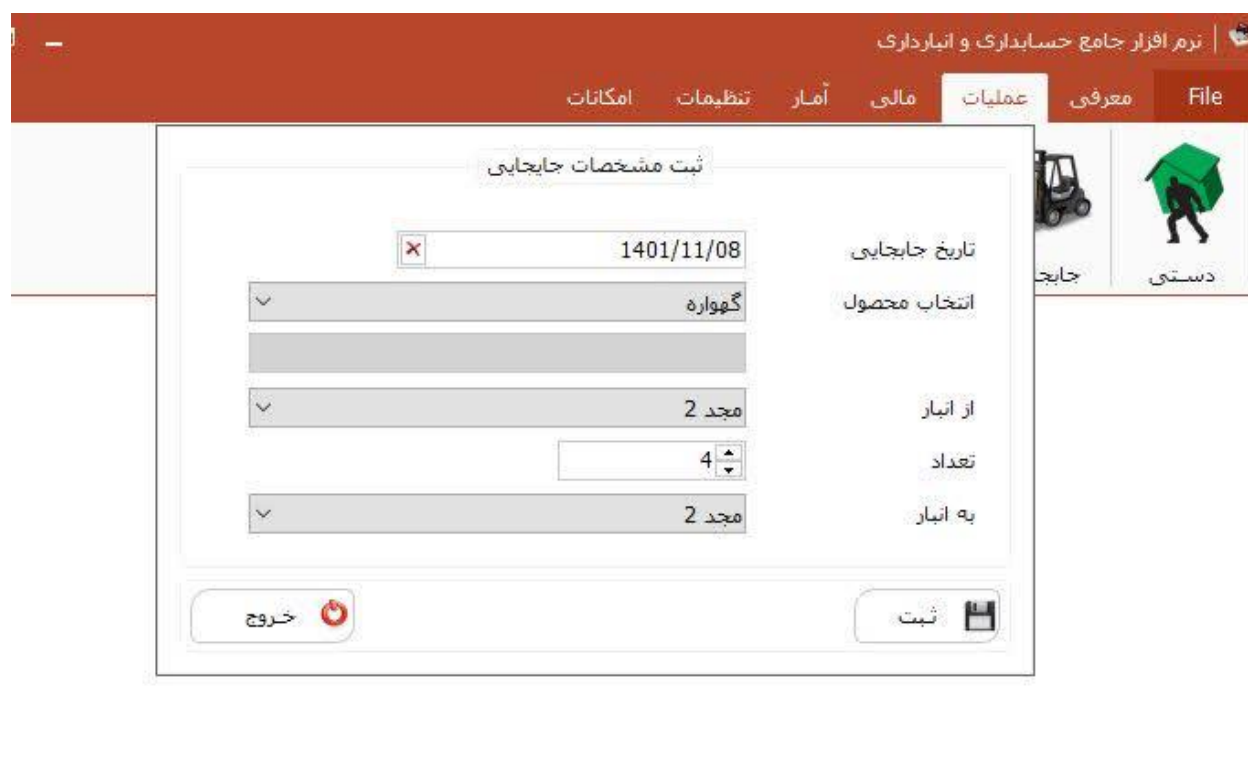 نرم افزار جامع حسابداری و انبارداری
File معرفی عملیات مالی آمار تنظیمات امکانات
دستی
ثبت مشخصات جابجایی
تاریخ جابجایی 1401/11/08
انتخاب محصول گهواره
از انبار مجد 2
تعداد 4
به انبار مجد 2
ثبت خروج